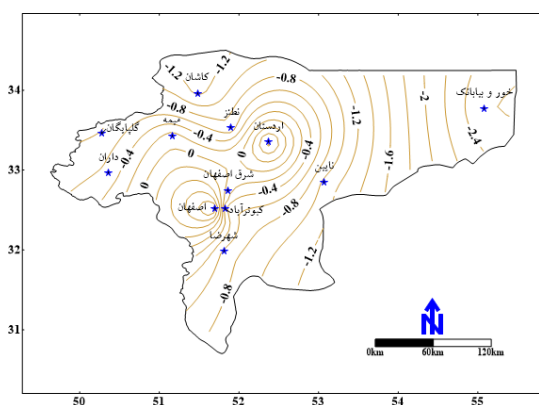 34
33
32
31
50
51
52
53
54
55
کاشان
-1.2
-1.2
-0.8
-0.8
نطنز
گلپایگان
میمه
-0.4
اردستان
0
-0.4
-1.2
-1.6
-2
خور و بیابانک
-2.4
داران
-0.4
0
0
نایین
شرق اصفهان
-0.4
اصفهان
کبوترآباد
-0.8
شهرضا
-1.2
-0.8
N
0km
60km
120km